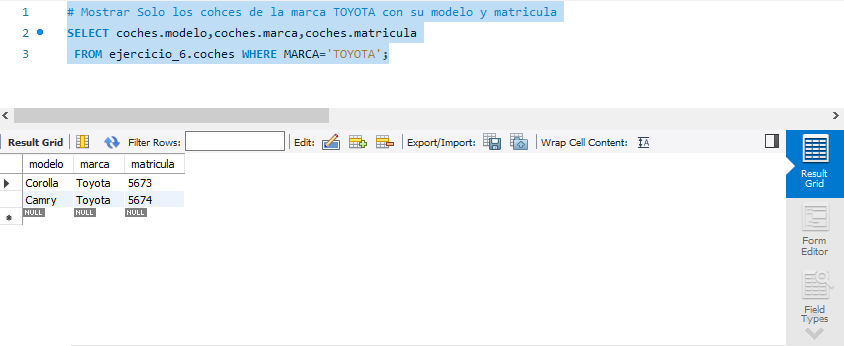 1 # Mostrar Solo los cohces de la marca TOYOTA con su modelo y matricula
2 SELECT coches.modelo,coches.marca,coches.matricula
3 FROM ejercicio_6.coches WHERE MARCA='TOYOTA';
Result Grid Filter Rows: Edit: Export/Import: Wrap Cell Content: IA
modelo marca matricula
Corolla Toyota 5673
Camry Toyota 5674
NULL NULL NULL
Result
Grid
Form
Editor
Field
Types